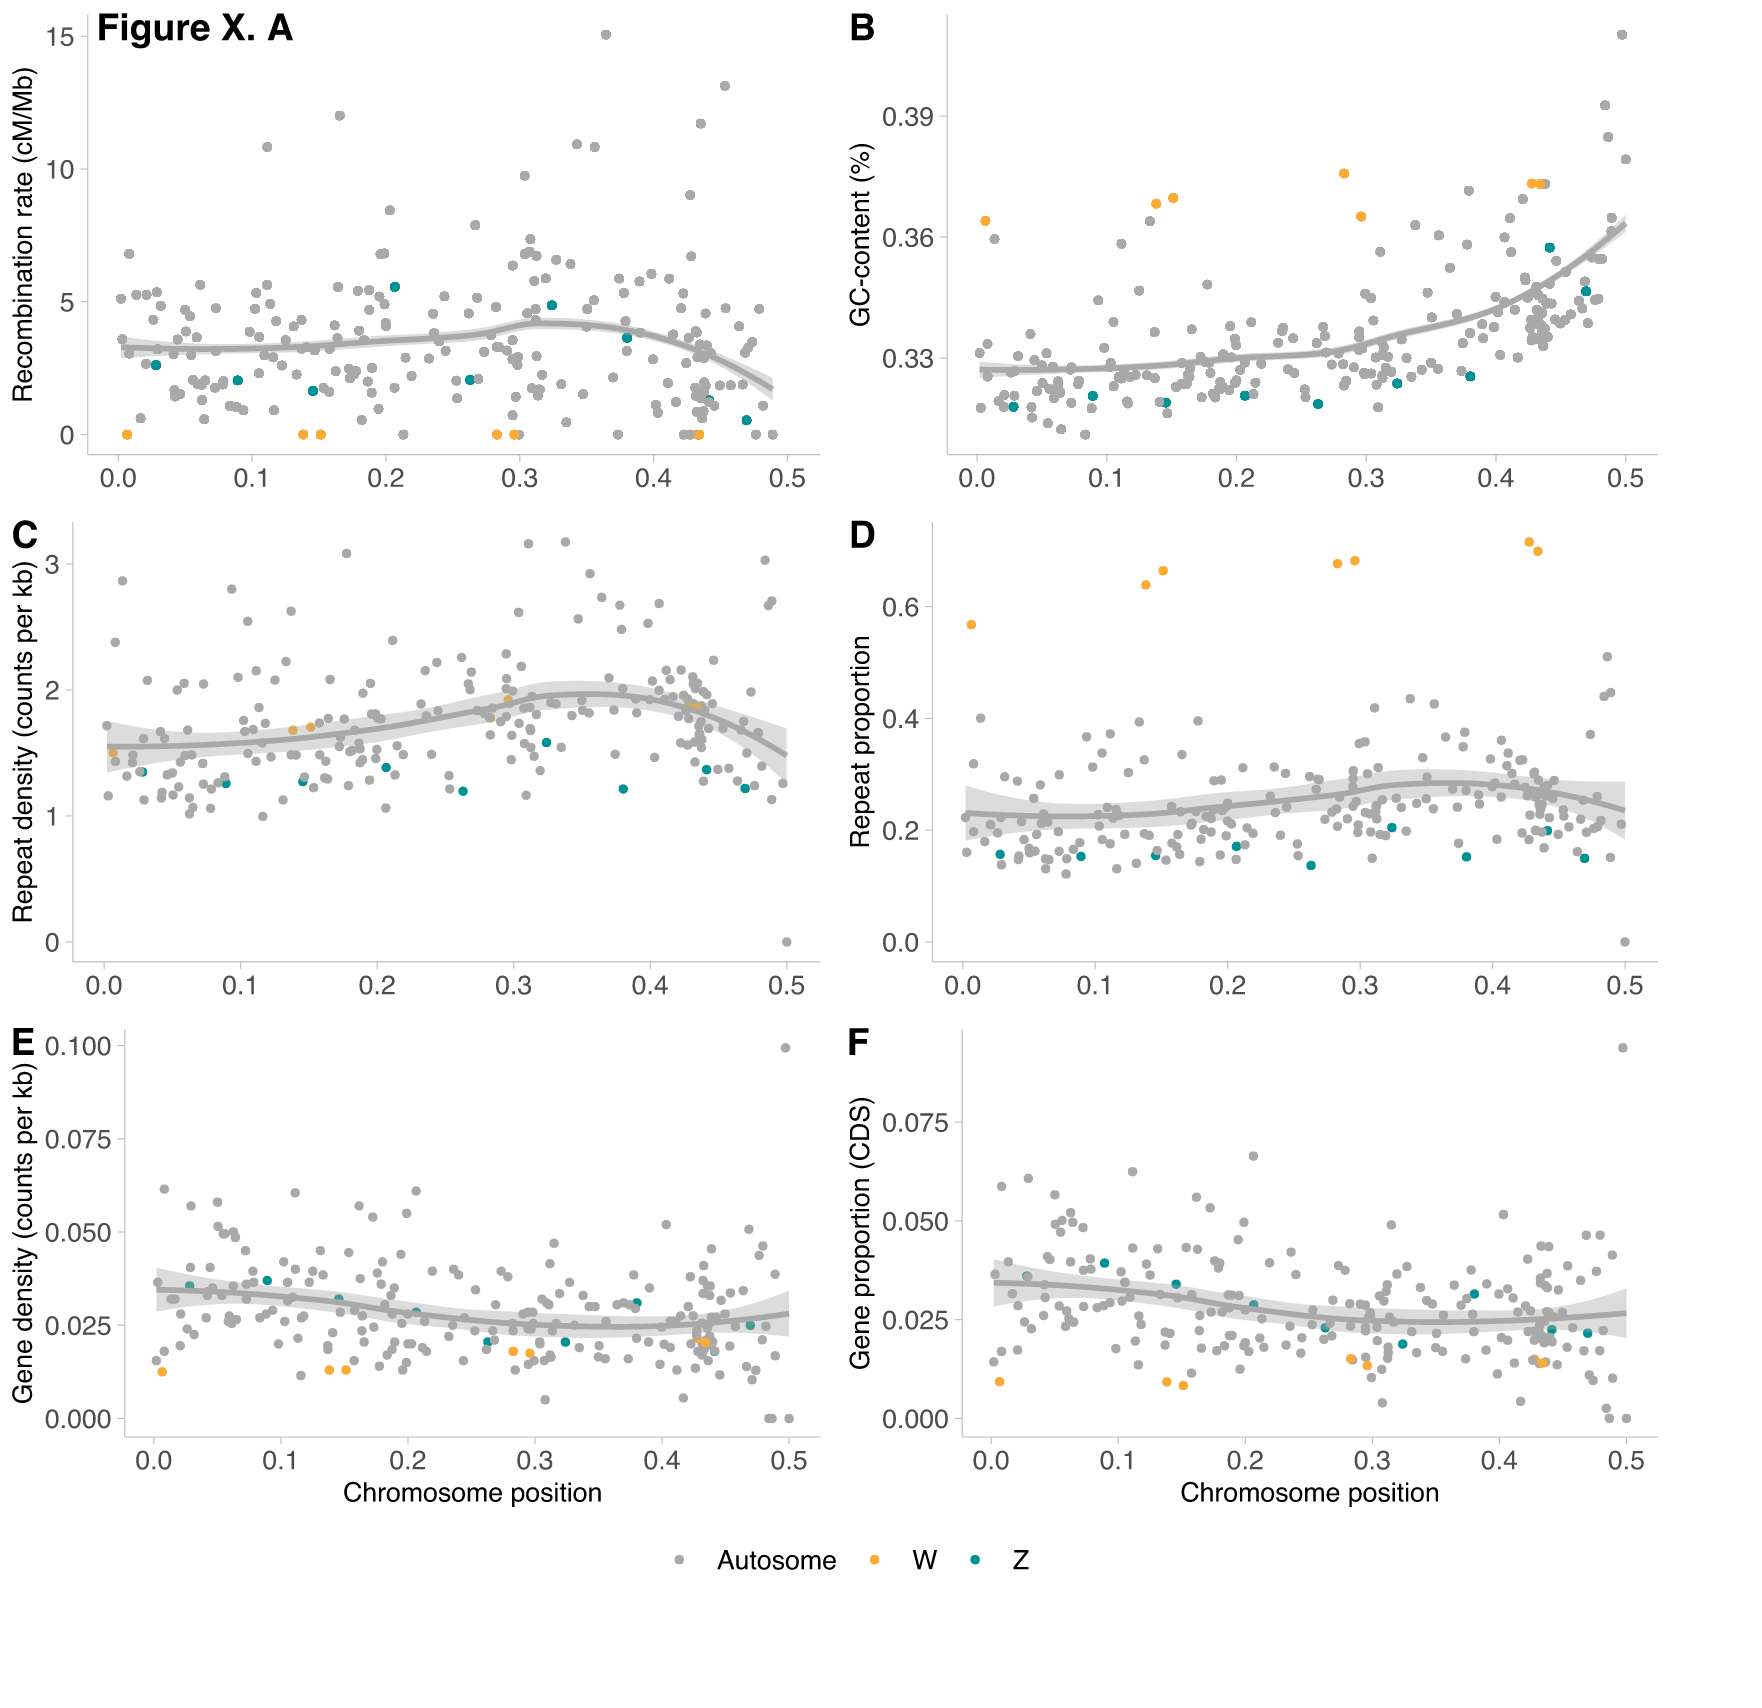 Figure X. A
Recombination rate (cM/Mb)
15
10
5
0
0.0 0.1 0.2 0.3 0.4 0.5
B
GC-content (%)
0.39
0.36
0.33
0.0 0.1 0.2 0.3 0.4 0.5
C
Repeat density (counts per kb)
3
2
1
0
0.0 0.1 0.2 0.3 0.4 0.5
D
Repeat proportion
0.6
0.4
0.2
0.0
0.0 0.1 0.2 0.3 0.4 0.5
E
Gene density (counts per kb)
0.100
0.075
0.050
0.025
0.000
0.0 0.1 0.2 0.3 0.4 0.5
Chromosome position
F
Gene proportion (CDS)
0.075
0.050
0.025
0.000
0.0 0.1 0.2 0.3 0.4 0.5
Chromosome position
Autosome W Z